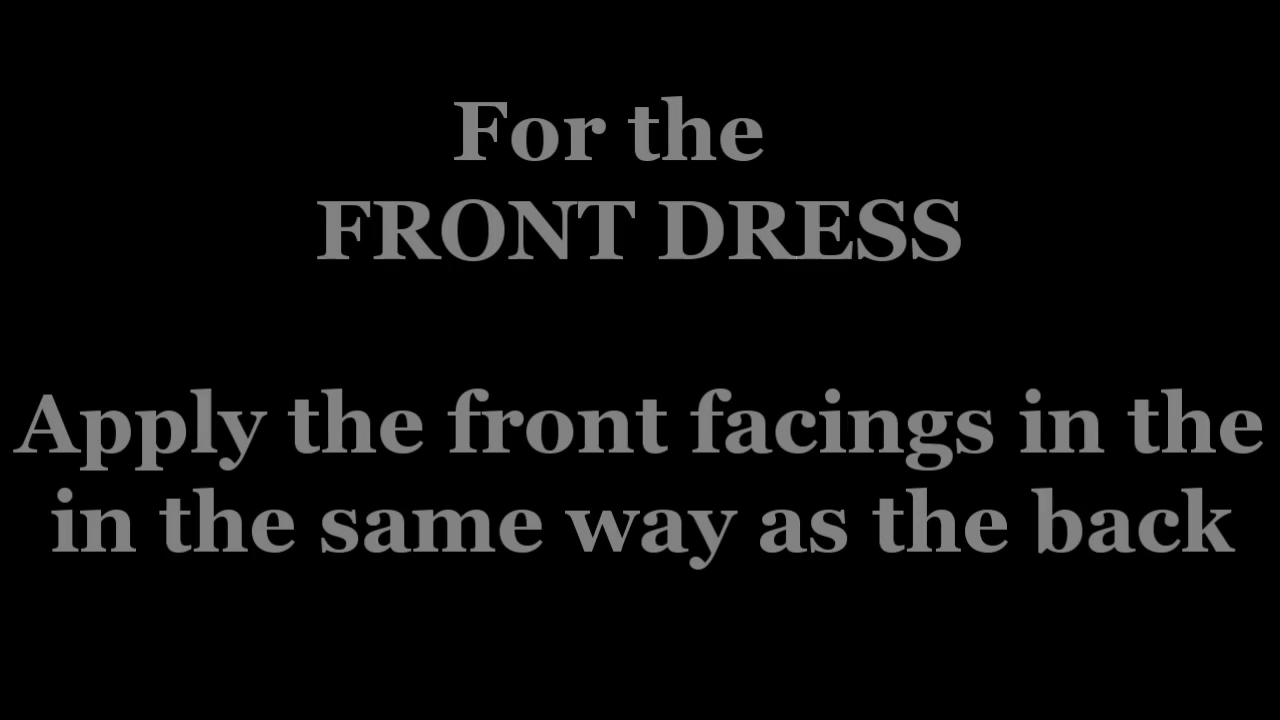 For the
FRONT DRESS
Apply the front facings in the
in the same way as the back